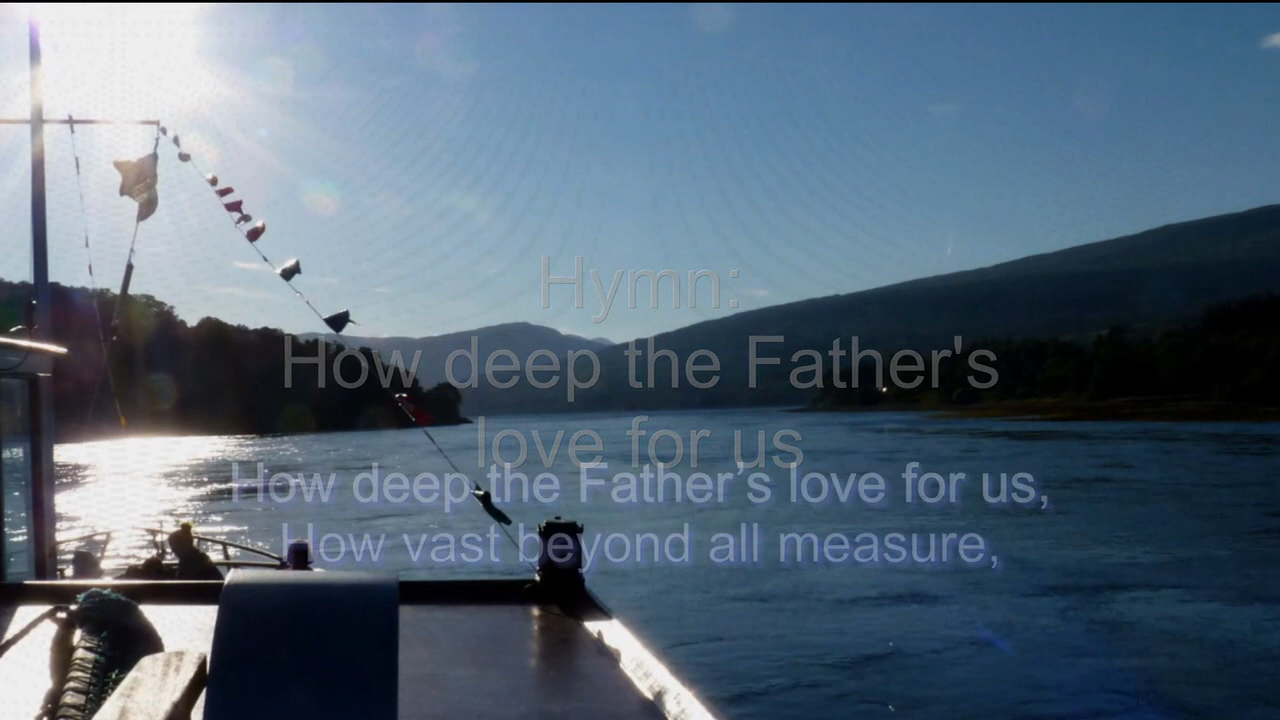 Hymn:
How deep the Father's
love for us
How deep the Father’s love for us,
How vast beyond all measure,